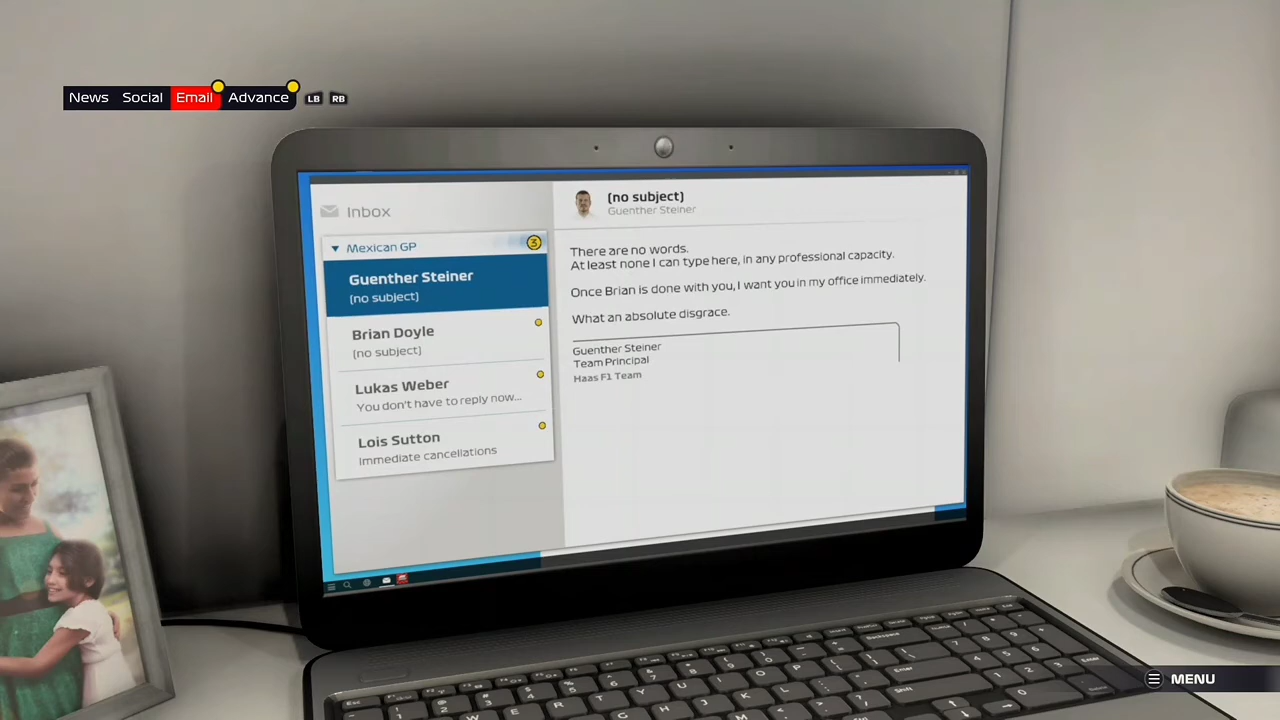 News Social Email Advance LB RB
Inbox
Mexican GP 3
Guenther Steiner
(no subject)
Brian Doyle
(no subject)
Lukas Weber
You don't have to reply now...
Lois Sutton
Immediate cancellations
(no subject)
Guenther Steiner
There are no words.
At least none I can type here, in any professional capacity.
Once Brian is done with you, I want you in my office immediately.
What an absolute disgrace.
Guenther Steiner
Team Principal
Haas F1 Team
MENU